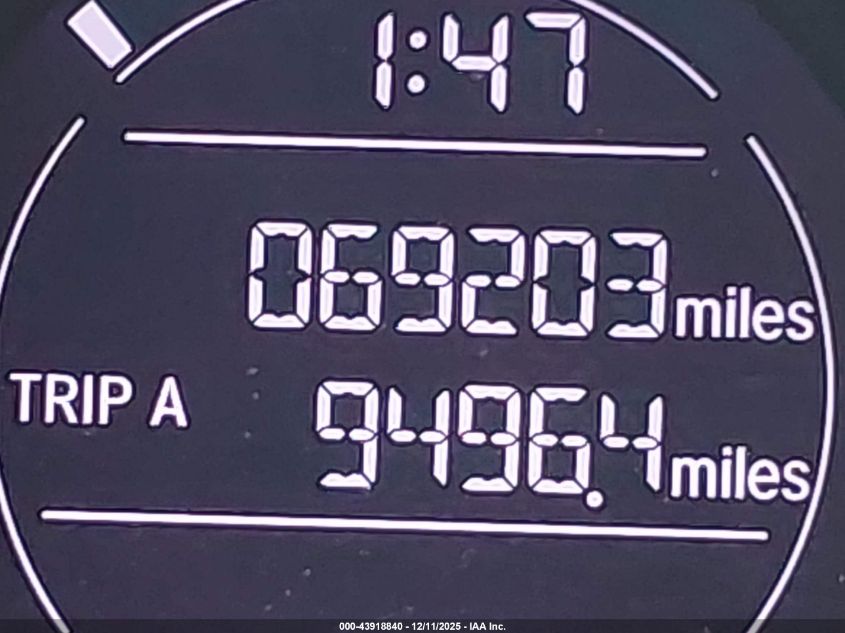 1:47
069203 miles
TRIP A 9496.4 miles
000-43918840 - 12/11/2025 - IAA Inc.